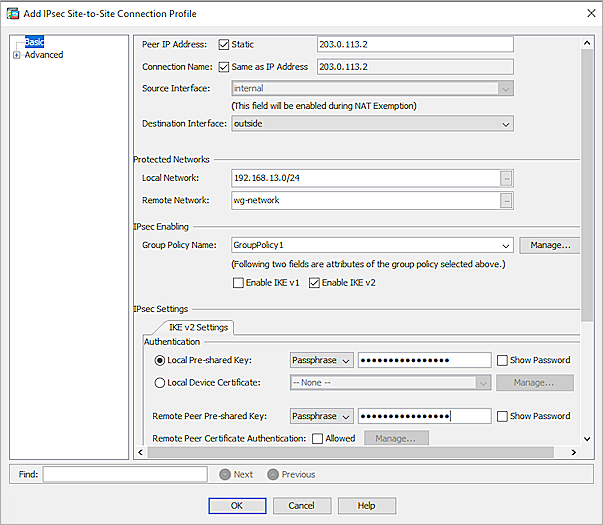 Add IPsec Site-to-Site Connection Profile
Basic
Advanced
Peer IP Address: Static 203.0.113.2
Connection Name: Same as IP Address 203.0.113.2
Source Interface: internal
(This field will be enabled during NAT Exemption)
Destination Interface: outside
Protected Networks
Local Network: 192.168.13.0/24 ...
Remote Network: wg-network ...
IPsec Enabling
Group Policy Name: GroupPolicy1 Manage...
(Following two fields are attributes of the group policy selected above.)
Enable IKE v1 Enable IKE v2
IPsec Settings
IKE v2 Settings
Authentication
Local Pre-shared Key: Passphrase •••••••••••••••• Show Password
Local Device Certificate: -- None -- Manage...
Remote Peer Pre-shared Key: Passphrase •••••••••••••••• Show Password
Remote Peer Certificate Authentication: Allowed Manage...
Find: Next Previous
OK Cancel Help